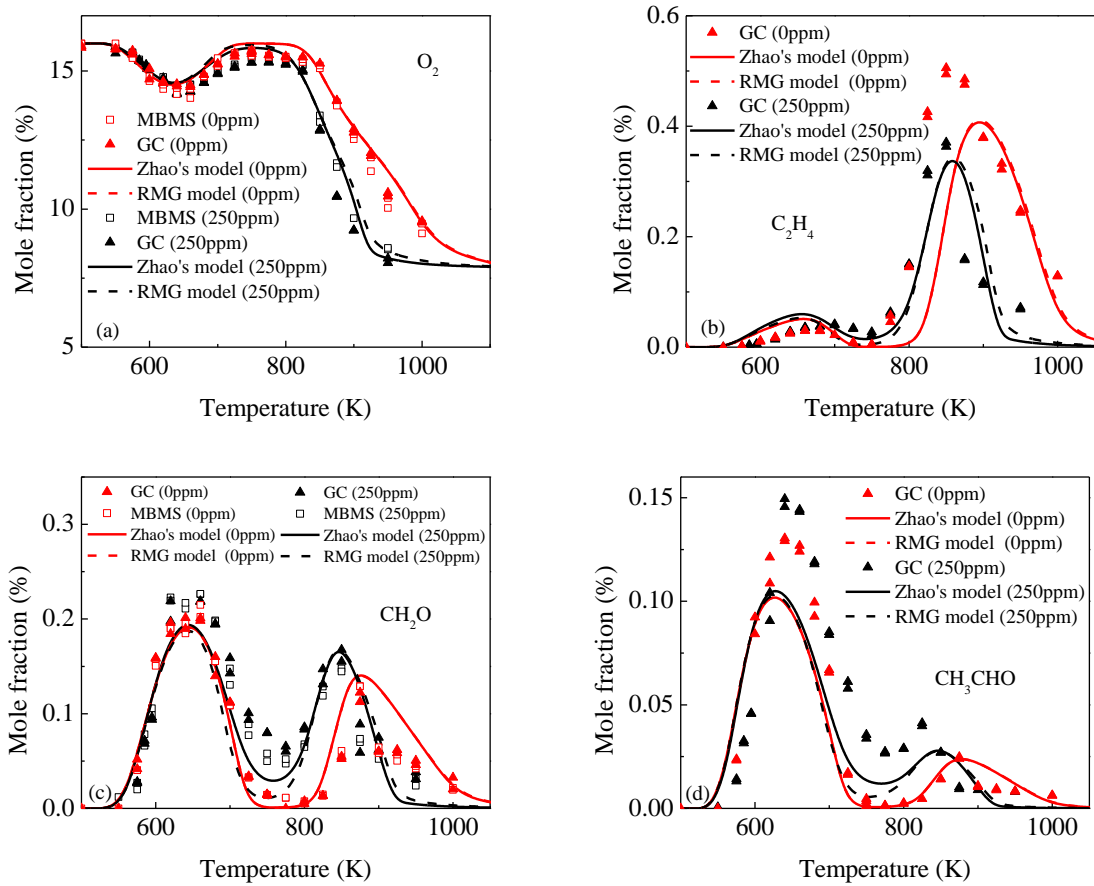 O2
15
10
5
Mole fraction (%)
MBMS (0ppm)
GC (0ppm)
Zhao's model (0ppm)
RMG model (0ppm)
MBMS (250ppm)
GC (250ppm)
Zhao's model (250ppm)
RMG model (250ppm)
(a)
600 800 1000
Temperature (K)
0.6
0.4
0.2
0.0
Mole fraction (%)
GC (0ppm)
Zhao's model (0ppm)
RMG model (0ppm)
GC (250ppm)
Zhao's model (250ppm)
RMG model (250ppm)
C2H4
(b)
600 800 1000
Temperature (K)
0.3
0.2
0.1
0.0
Mole fraction (%)
GC (0ppm) GC (250ppm)
MBMS (0ppm) MBMS (250ppm)
Zhao's model (0ppm) Zhao's model (250ppm)
RMG model (0ppm) RMG model (250ppm)
CH2O
(c)
600 800 1000
Temperature (K)
0.15
0.10
0.05
0.00
Mole fraction (%)
GC (0ppm)
Zhao's model (0ppm)
RMG model (0ppm)
GC (250ppm)
Zhao's model (250ppm)
RMG model (250ppm)
CH3CHO
(d)
600 800 1000
Temperature (K)